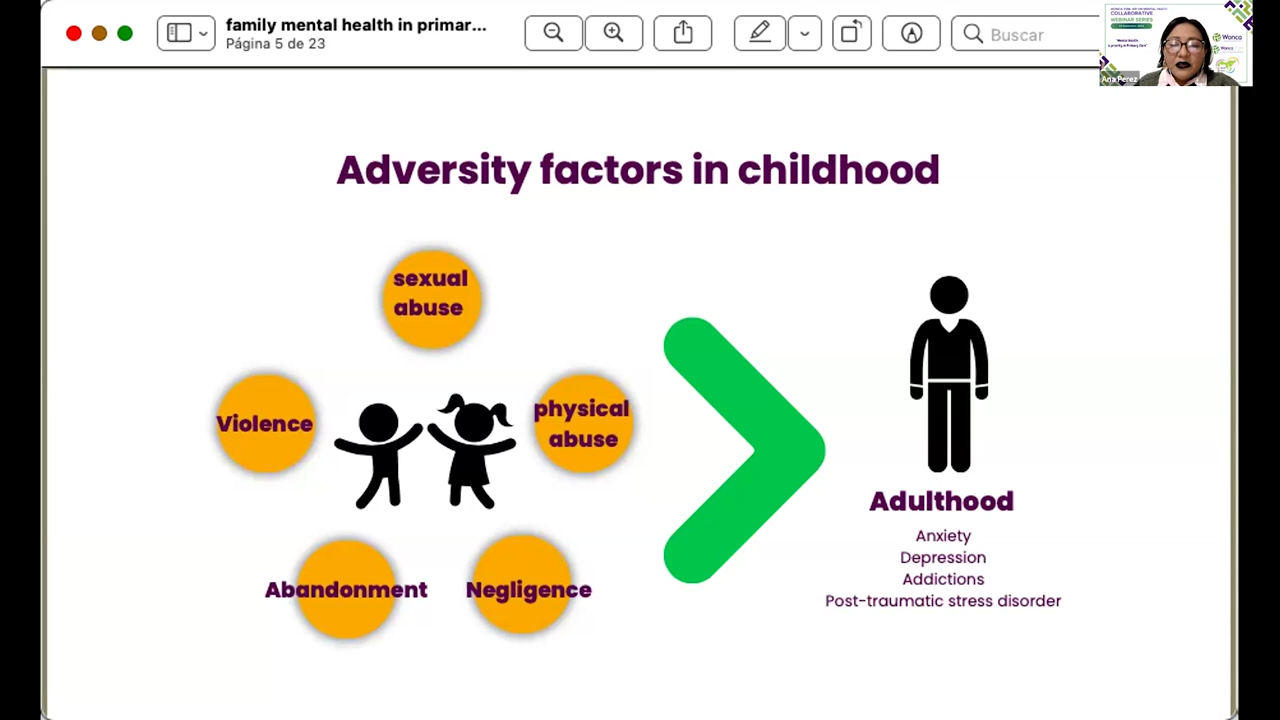 family mental health in primar...
Página 5 de 23
Buscar
COLLABORATIVE
WEBINAR SERIES
Wonca
Ana Perez
Adversity factors in childhood
sexual
abuse
Violence
physical
abuse
Abandonment
Negligence
Adulthood
Anxiety
Depression
Addictions
Post-traumatic stress disorder